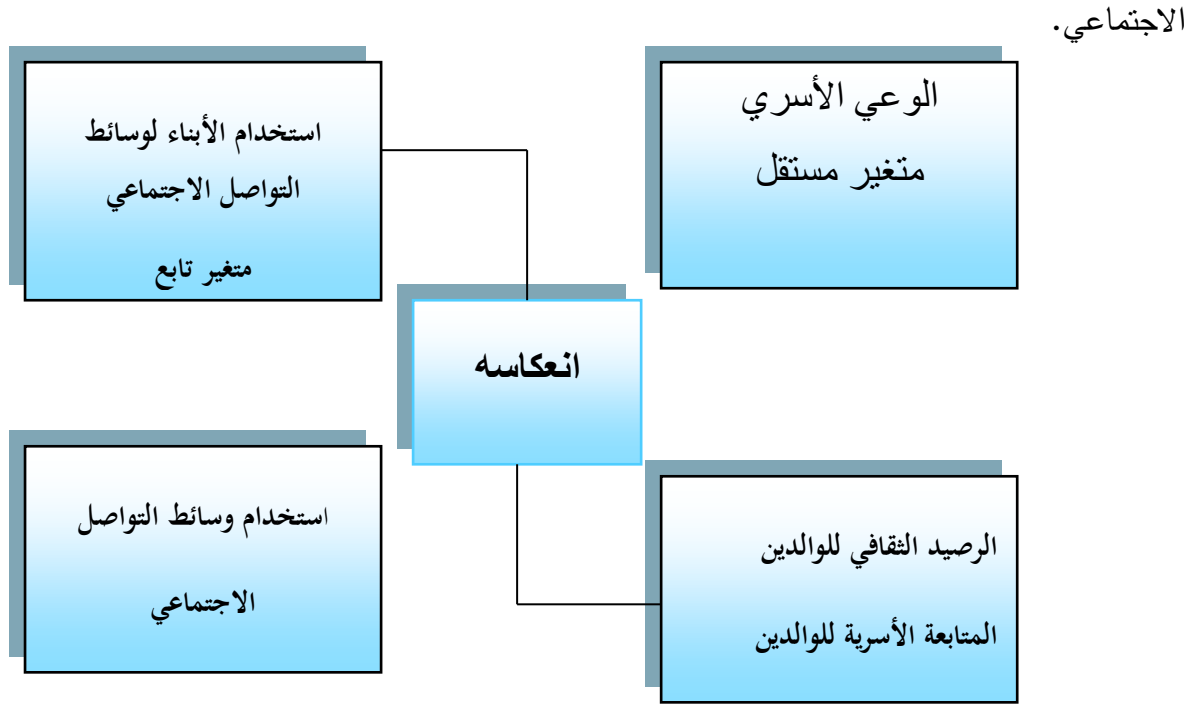 الاجتماعي.
الوعي الأسري
متغير مستقل
استخدام الأبناء لوسائط
التواصل الاجتماعي
متغير تابع
انعكاسه
الرصيد الثقافي للوالدين
المتابعة الأسرية للوالدين
استخدام وسائط التواصل
الاجتماعي